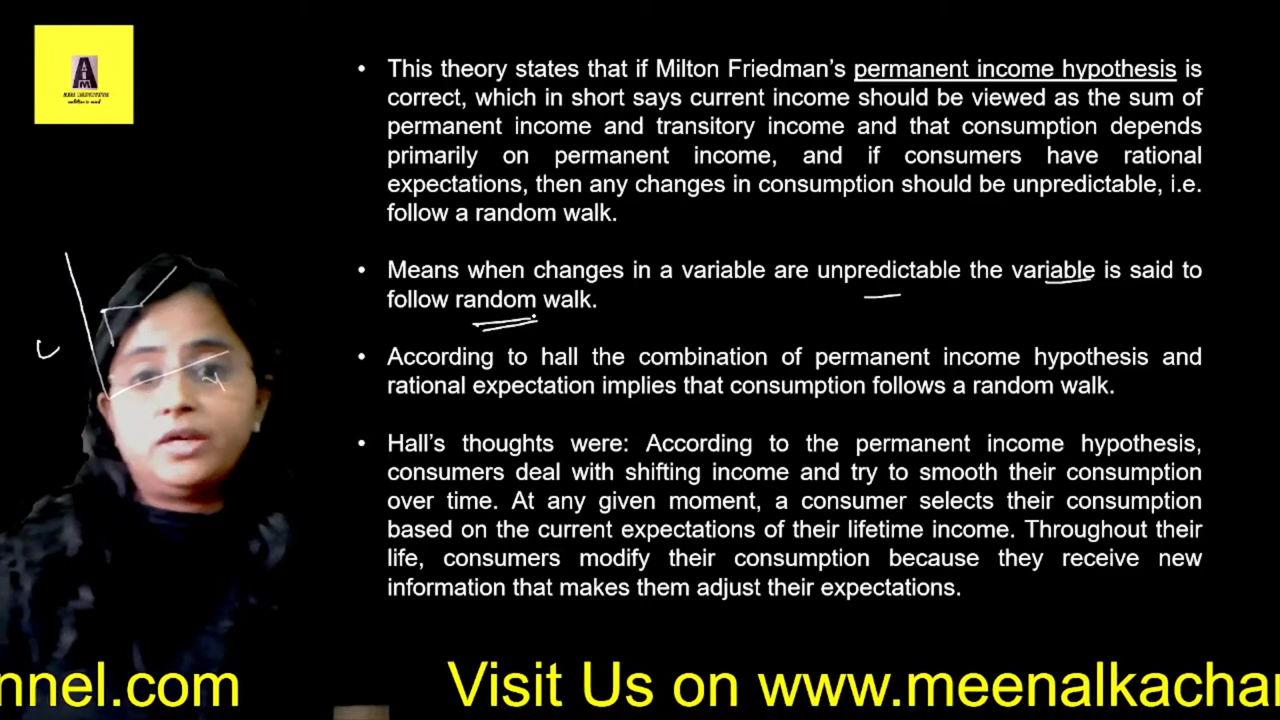 • This theory states that if Milton Friedman’s permanent income hypothesis is
correct, which in short says current income should be viewed as the sum of
permanent income and transitory income and that consumption depends
primarily on permanent income, and if consumers have rational
expectations, then any changes in consumption should be unpredictable, i.e.
follow a random walk.
• Means when changes in a variable are unpredictable the variable is said to
follow random walk.
• According to hall the combination of permanent income hypothesis and
rational expectation implies that consumption follows a random walk.
• Hall’s thoughts were: According to the permanent income hypothesis,
consumers deal with shifting income and try to smooth their consumption
over time. At any given moment, a consumer selects their consumption
based on the current expectations of their lifetime income. Throughout their
life, consumers modify their consumption because they receive new
information that makes them adjust their expectations.
nnel.com Visit Us on www.meenalkachan